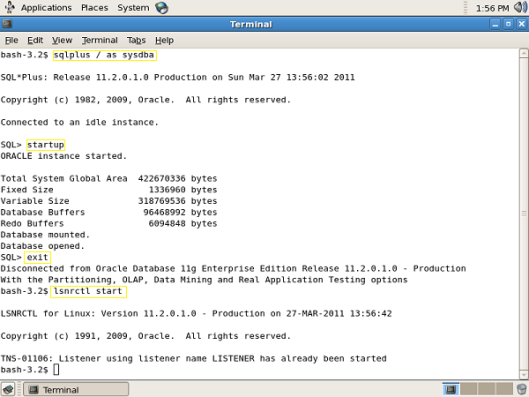 Applications Places System 1:56 PM
Terminal
File Edit View Terminal Tabs Help
bash-3.2$ sqlplus / as sysdba
SQL*Plus: Release 11.2.0.1.0 Production on Sun Mar 27 13:56:02 2011
Copyright (c) 1982, 2009, Oracle.  All rights reserved.
Connected to an idle instance.
SQL> startup
ORACLE instance started.
Total System Global Area  422670336 bytes
Fixed Size                  1336960 bytes
Variable Size             318769536 bytes
Database Buffers           96468992 bytes
Redo Buffers                6094848 bytes
Database mounted.
Database opened.
SQL> exit
Disconnected from Oracle Database 11g Enterprise Edition Release 11.2.0.1.0 - Production
With the Partitioning, OLAP, Data Mining and Real Application Testing options
bash-3.2$ lsnrctl start
LSNRCTL for Linux: Version 11.2.0.1.0 - Production on 27-MAR-2011 13:56:42
Copyright (c) 1991, 2009, Oracle.  All rights reserved.
TNS-01106: Listener using listener name LISTENER has already been started
bash-3.2$
Terminal